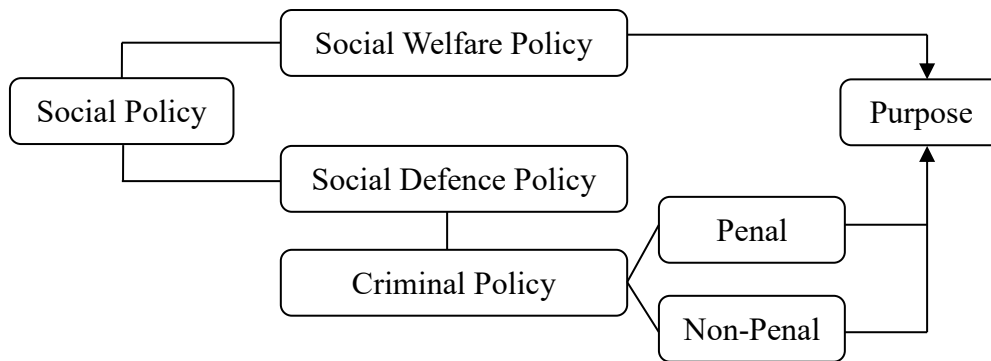 Social Welfare Policy
Social Policy
Purpose
Social Defence Policy
Penal
Criminal Policy
Non-Penal